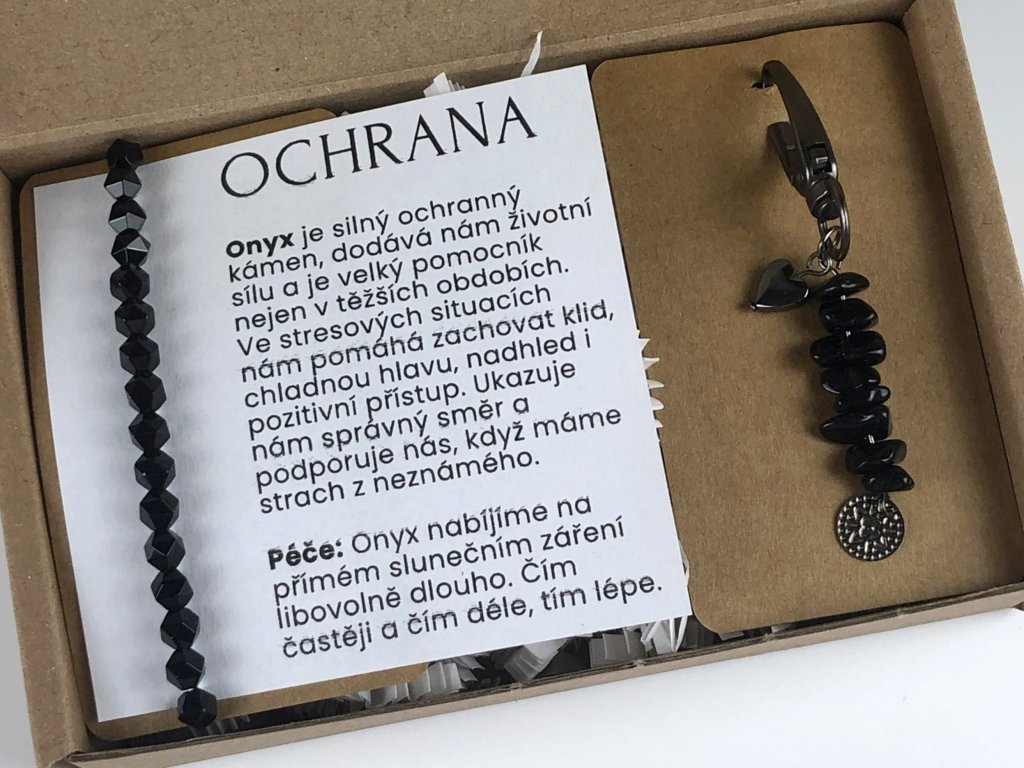 OCHRANA
Onyx je silný ochranný
kámen, dodává nám životní
sílu a je velký pomocník
nejen v těžších obdobích.
Ve stresových situacích
nám pomáhá zachovat klid,
chladnou hlavu, nadhled i
pozitivní přístup. Ukazuje
nám správný směr a
podporuje nás, když máme
strach z neznámého.
Péče: Onyx nabíjíme na
přímém slunečním záření
libovolně dlouho. Čím
častěji a čím déle, tím lépe.